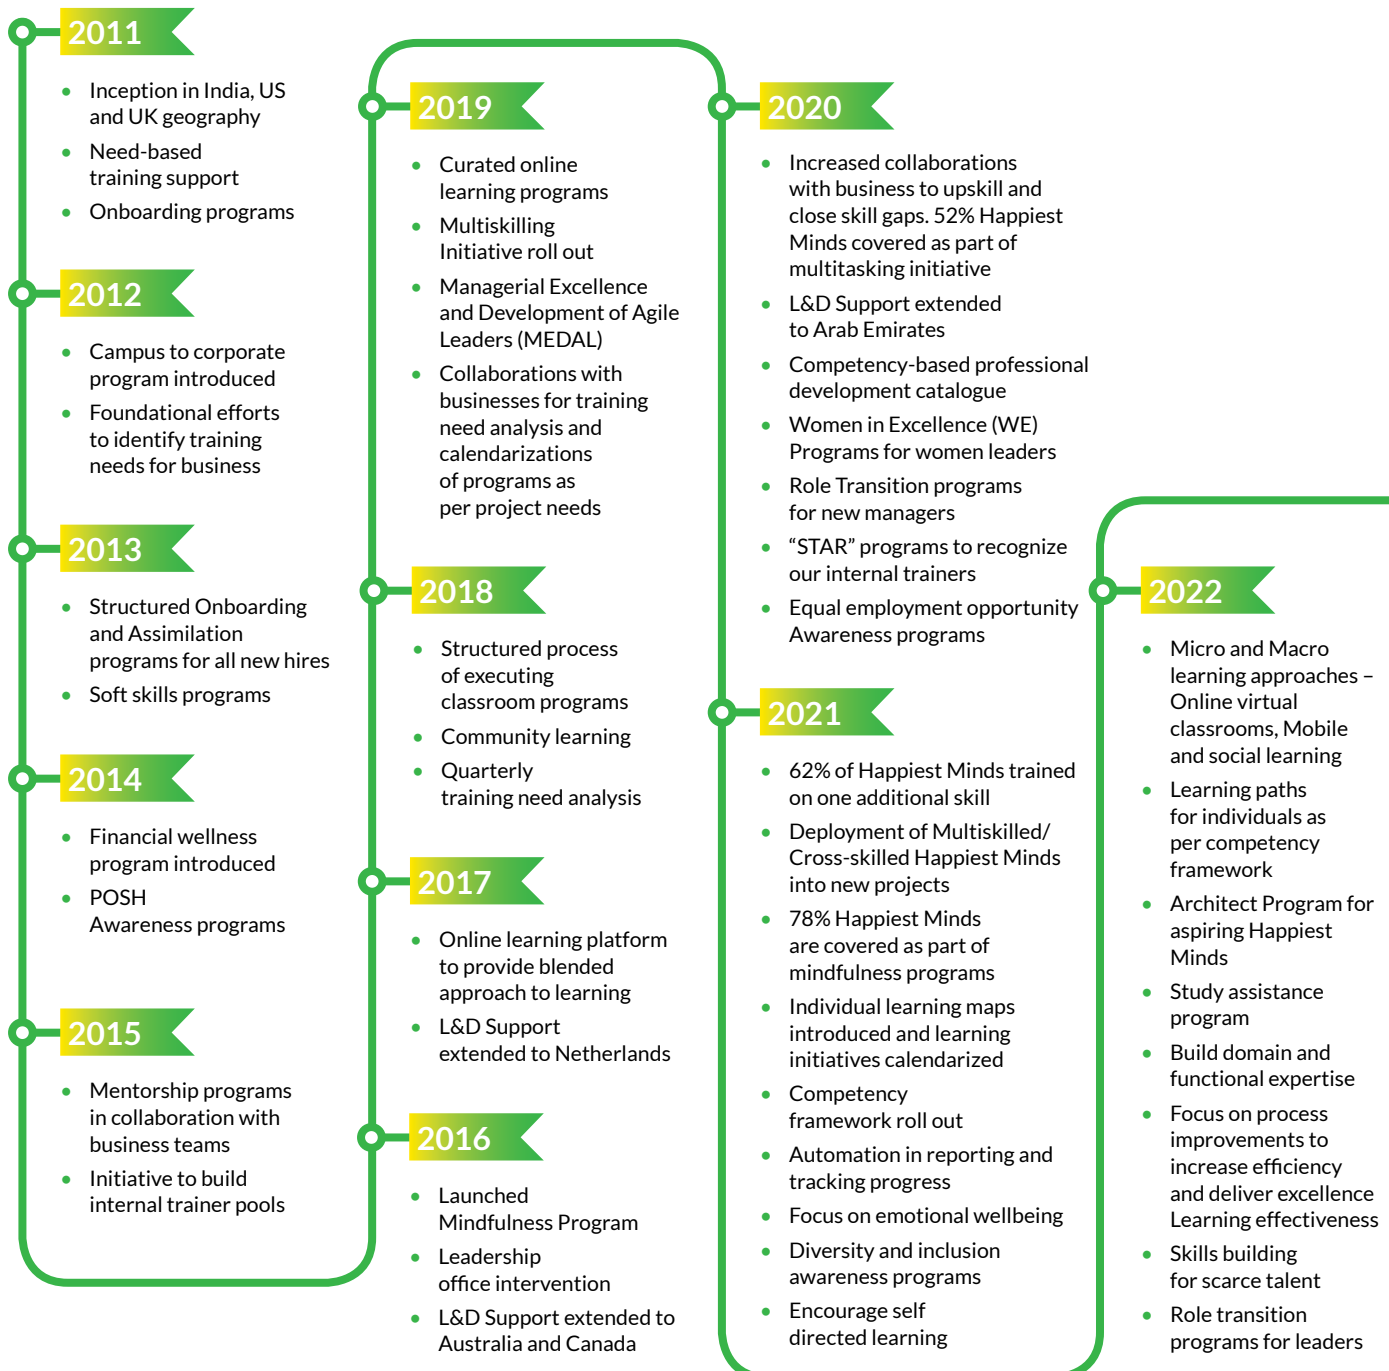 2011
• Inception in India, US
and UK geography
• Need-based
training support
• Onboarding programs
2012
• Campus to corporate
program introduced
• Foundational efforts
to identify training
needs for business
2013
• Structured Onboarding
and Assimilation
programs for all new hires
• Soft skills programs
2014
• Financial wellness
program introduced
• POSH
Awareness programs
2015
• Mentorship programs
in collaboration with
business teams
• Initiative to build
internal trainer pools
2019
• Curated online
learning programs
• Multiskilling
Initiative roll out
• Managerial Excellence
and Development of Agile
Leaders (MEDAL)
• Collaborations with
businesses for training
need analysis and
calendarizations
of programs as
per project needs
2018
• Structured process
of executing
classroom programs
• Community learning
• Quarterly
training need analysis
2017
• Online learning platform
to provide blended
approach to learning
• L&D Support
extended to Netherlands
2016
• Launched
Mindfulness Program
• Leadership
office intervention
• L&D Support extended to
Australia and Canada
2020
• Increased collaborations
with business to upskill and
close skill gaps. 52% Happiest
Minds covered as part of
multitasking initiative
• L&D Support extended
to Arab Emirates
• Competency-based professional
development catalogue
• Women in Excellence (WE)
Programs for women leaders
• Role Transition programs
for new managers
• “STAR” programs to recognize
our internal trainers
• Equal employment opportunity
Awareness programs
2021
• 62% of Happiest Minds trained
on one additional skill
• Deployment of Multiskilled/
Cross-skilled Happiest Minds
into new projects
• 78% Happiest Minds
are covered as part of
mindfulness programs
• Individual learning maps
introduced and learning
initiatives calendarized
• Competency
framework roll out
• Automation in reporting and
tracking progress
• Focus on emotional wellbeing
• Diversity and inclusion
awareness programs
• Encourage self
directed learning
2022
• Micro and Macro
learning approaches –
Online virtual
classrooms, Mobile
and social learning
• Learning paths
for individuals as
per competency
framework
• Architect Program for
aspiring Happiest
Minds
• Study assistance
program
• Build domain and
functional expertise
• Focus on process
improvements to
increase efficiency
and deliver excellence
Learning effectiveness
• Skills building
for scarce talent
• Role transition
programs for leaders